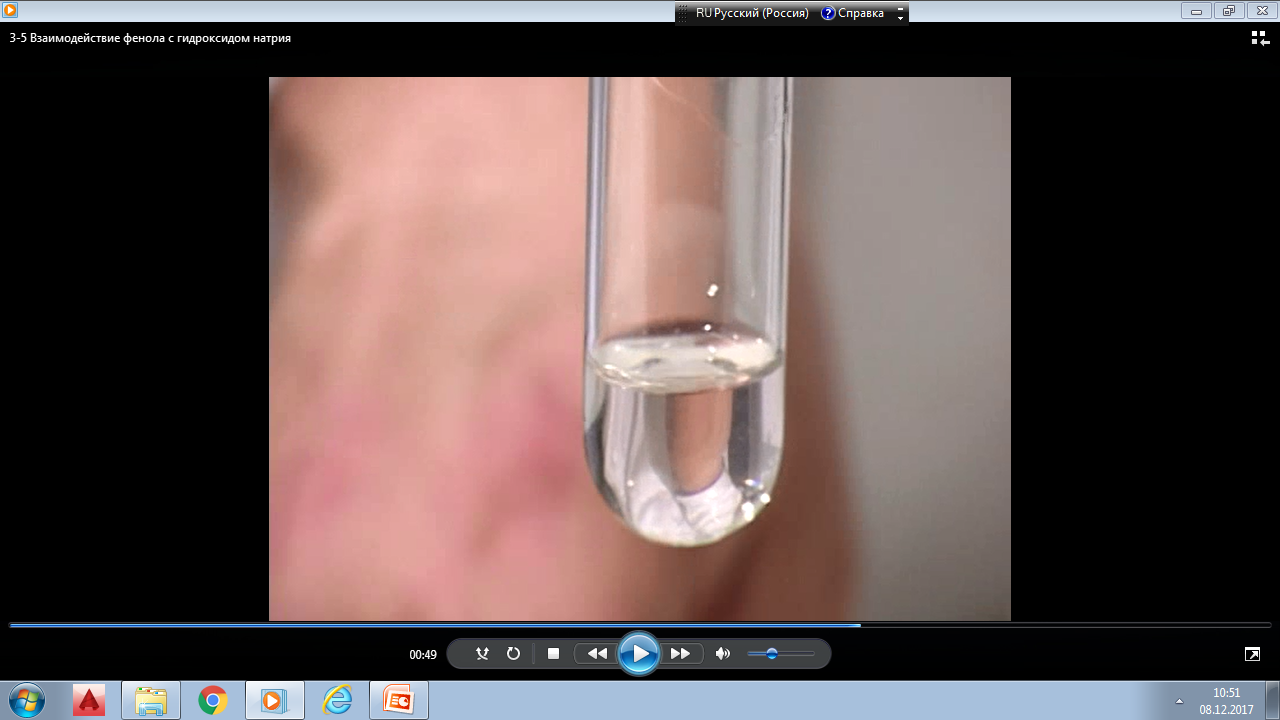 RU Русский (Россия) ? Справка
3-5 Взаимодействие фенола с гидроксидом натрия
00:49
10:51
08.12.2017